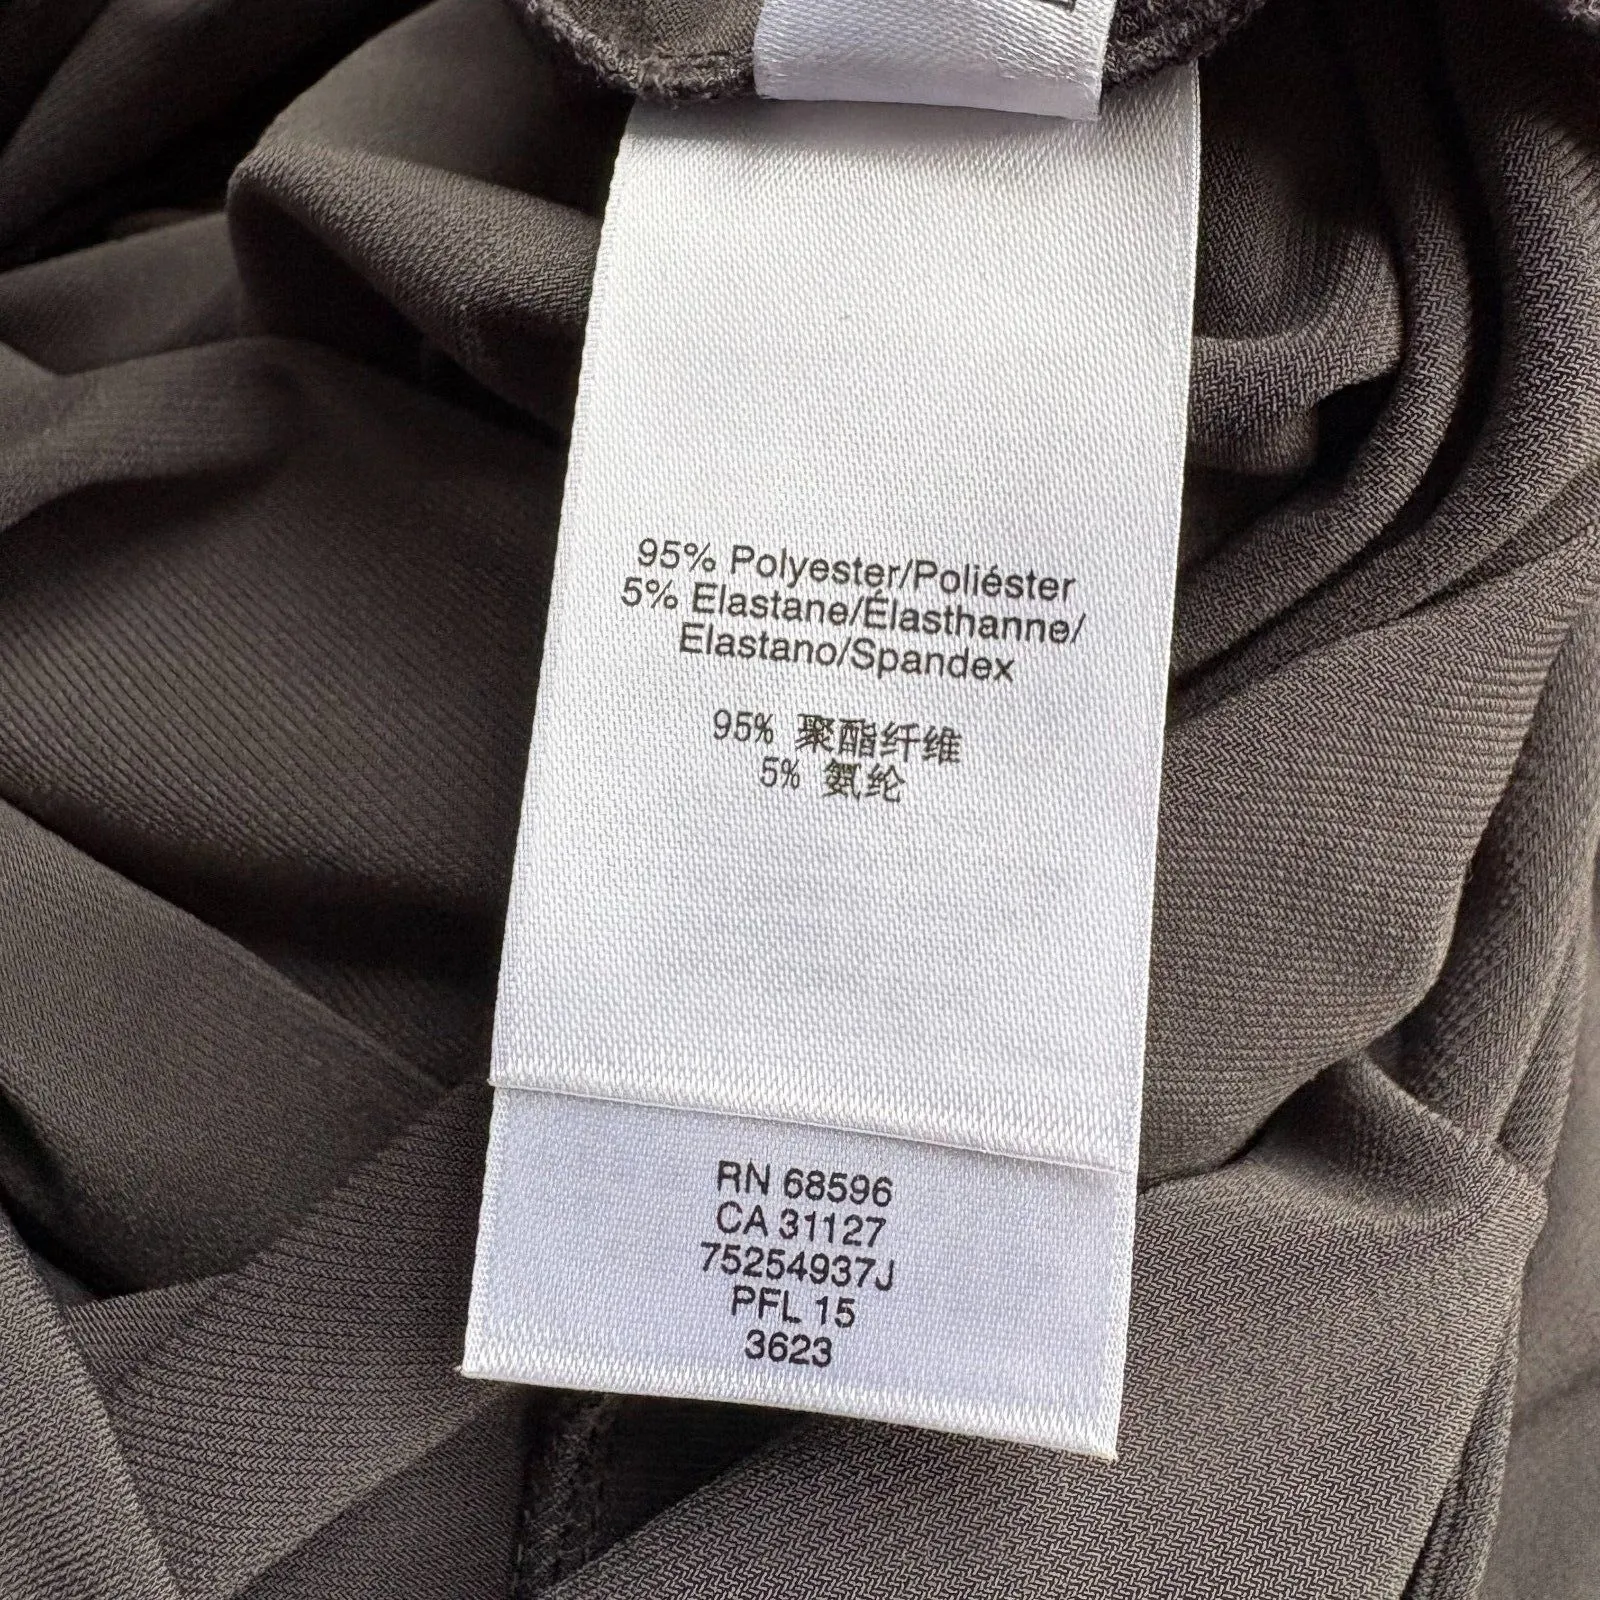 95% Polyester/Poliéster
5% Elastane/Élasthanne/
Elastano/Spandex
95% 聚酯纤维
5% 氨纶
RN 68596
CA 31127
75254937J
PFL 15
3623